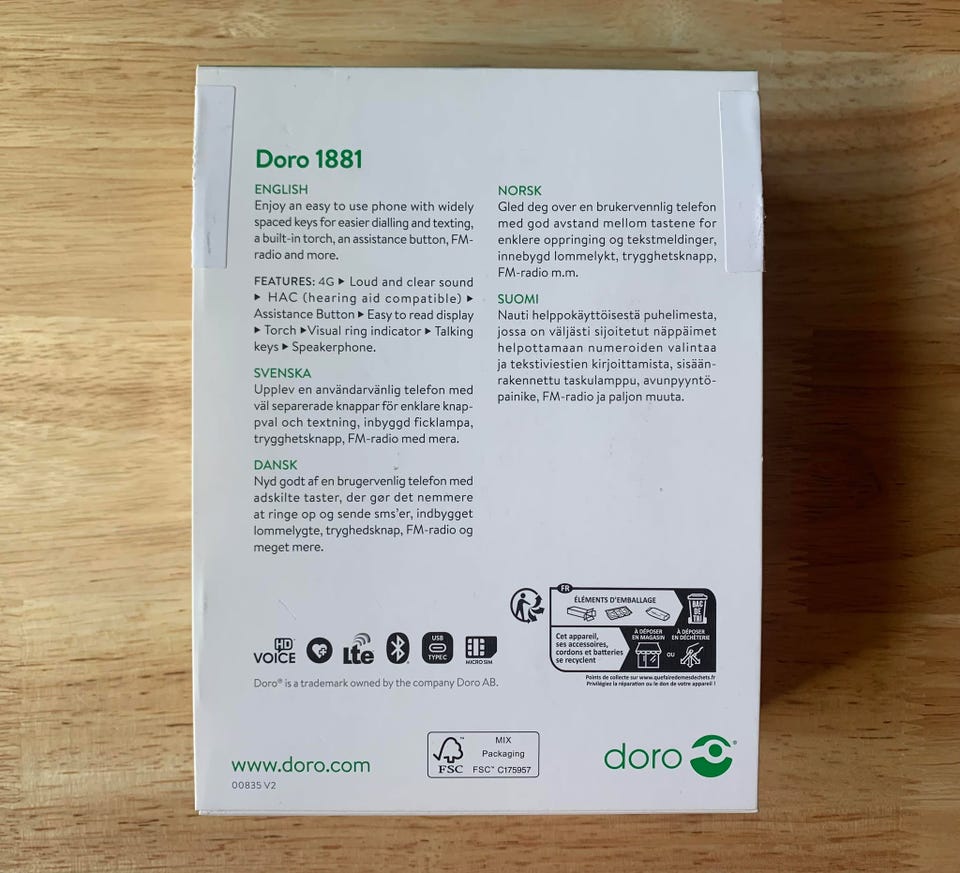 Doro 1881
ENGLISH
Enjoy an easy to use phone with widely
spaced keys for easier dialling and texting,
a built-in torch, an assistance button, FM-
radio and more.
FEATURES: 4G ▶ Loud and clear sound
▶ HAC (hearing aid compatible) ▶
Assistance Button ▶ Easy to read display
▶ Torch ▶Visual ring indicator ▶ Talking
keys ▶ Speakerphone.
SVENSKA
Upplev en användarvänlig telefon med
väl separerade knappar för enklare knap-
pval och textning, inbyggd ficklampa,
trygghetsknapp, FM-radio med mera.
DANSK
Nyd godt af en brugervenlig telefon med
adskilte taster, der gør det nemmere
at ringe op og sende sms'er, indbygget
lommelygte, tryghedsknap, FM-radio og
meget mere.
NORSK
Gled deg over en brukervennlig telefon
med god avstand mellom tastene for
enklere oppringing og tekstmeldinger,
innebygd lommelykt, trygghetsknapp,
FM-radio m.m.
SUOMI
Nauti helppokäyttöisestä puhelimesta,
jossa on väljästi sijoitetut näppäimet
helpottamaan numeroiden valintaa
ja tekstiviestien kirjoittamista, sisään-
rakennettu taskulamppu, avunpyyntö-
painike, FM-radio ja paljon muuta.
HD
VOICE
lte
USB
TYPE C
MICRO SIM
FR
ÉLÉMENTS D'EMBALLAGE
BAC
DE
TRI
Cet appareil,
ses accessoires,
cordons et batteries
se recyclent
À DÉPOSER
EN MAGASIN
OU
À DÉPOSER
EN DÉCHÈTERIE
Points de collecte sur www.quefairedemesdechets.fr
Privilégiez la réparation ou le don de votre appareil !
Doro® is a trademark owned by the company Doro AB.
www.doro.com
00835 V2
FSC
MIX
Packaging
FSC™ C175957
doro®